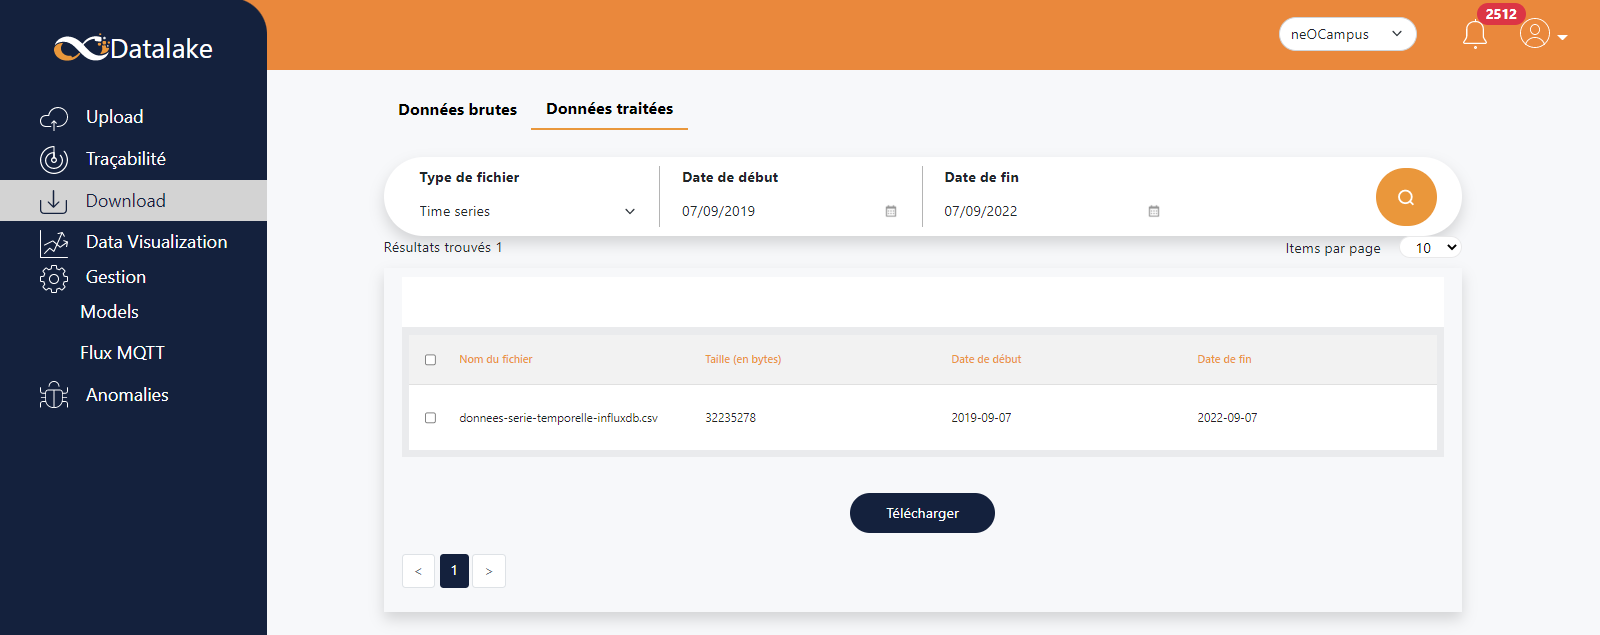 Datalake
Upload
Traçabilité
Download
Data Visualization
Gestion
Models
Flux MQTT
Anomalies
neOCampus
2512
Données brutes
Données traitées
Type de fichier
Time series
Date de début
07/09/2019
Date de fin
07/09/2022
Résultats trouvés 1
Items par page 10
Nom du fichier Taille (en bytes) Date de début Date de fin
donnees-serie-temporelle-influxdb.csv 32235278 2019-09-07 2022-09-07
Télécharger
< 1 >